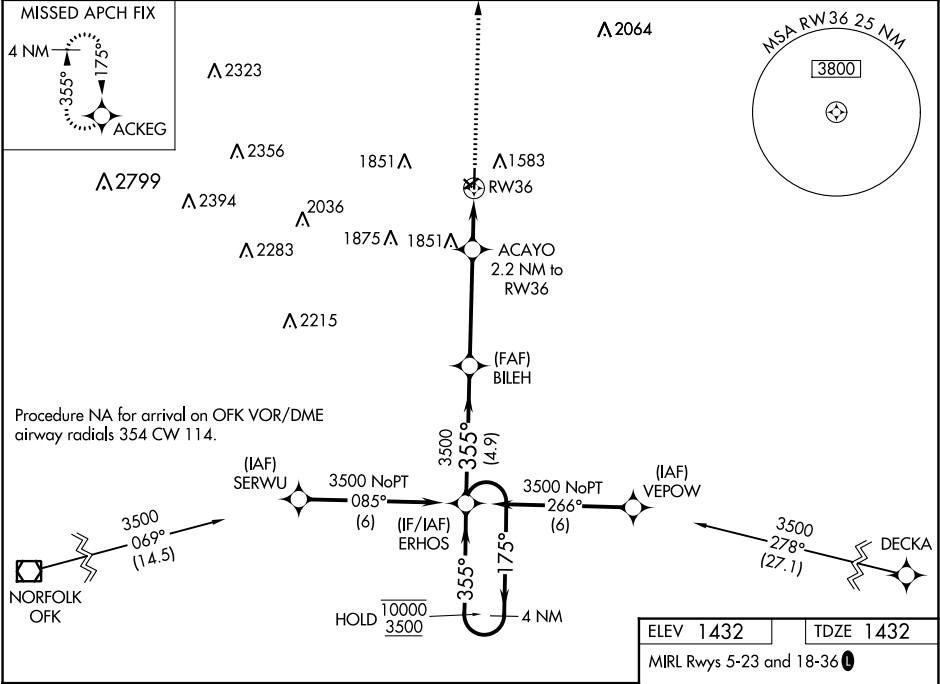 MISSED APCH FIX
4 NM
355°
175°
ACKEG
2323
2064
MSA RW36 25 NM
3800
2356
1851
1583
2799
RW36
2394
2036
1875
1851
2283
ACAYO
2.2 NM to
RW36
2215
(FAF)
BILEH
Procedure NA for arrival on OFK VOR/DME
airway radials 354 CW 114.
3500
355°
(4.9)
(IAF)
SERWU
3500 NoPT
085°
(6)
(IF/IAF)
ERHOS
3500 NoPT
266°
(6)
(IAF)
VEPOW
3500
069°
(14.5)
NORFOLK
OFK
3500
278°
(27.1)
DECKA
355°
175°
HOLD
10000
3500
4 NM
ELEV 1432
TDZE 1432
MIRL Rwys 5-23 and 18-36 L